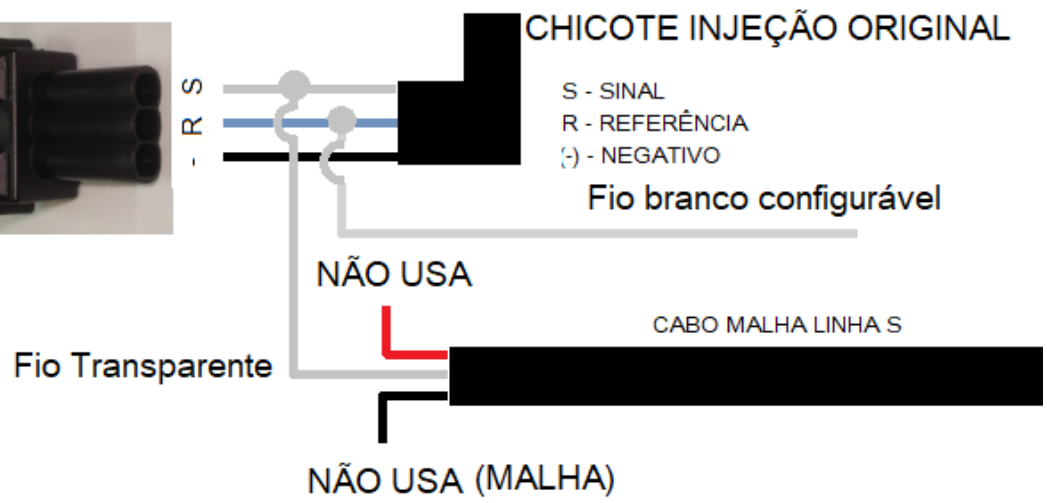 CHICOTE INJEÇÃO ORIGINAL
S
R
-
S - SINAL
R - REFERÊNCIA
(-) - NEGATIVO
Fio branco configurável
NÃO USA
CABO MALHA LINHA S
Fio Transparente
NÃO USA (MALHA)